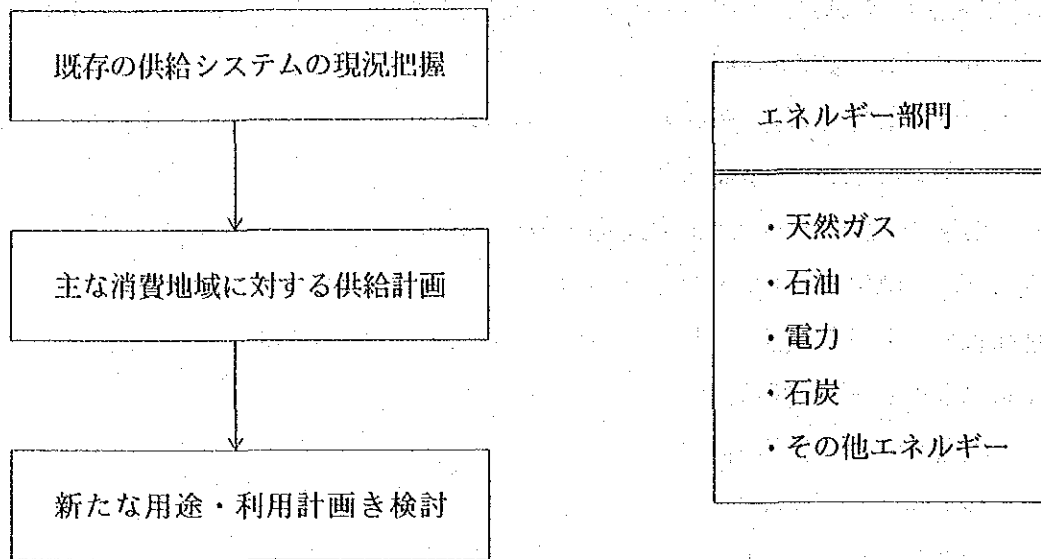 既存の供給システムの現況把握
主な消費地域に対する供給計画
新たな用途・利用計画き検討
エネルギー部門
・天然ガス
・石油
・電力
・石炭
・その他エネルギー